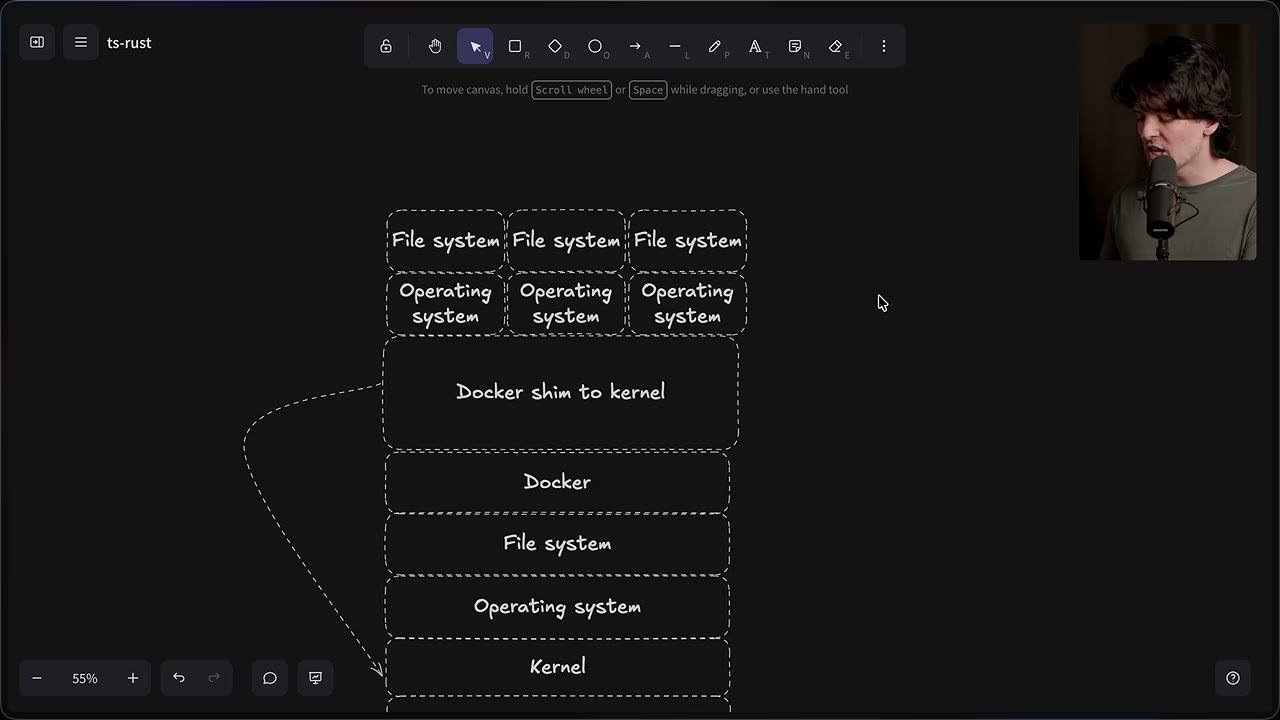 ts-rust
V
R
D
O
A
L
P
T
N
E
To move canvas, hold Scroll wheel or Space while dragging, or use the hand tool
File system File system File system
Operating system Operating system Operating system
Docker shim to kernel
Docker
File system
Operating system
Kernel
55%